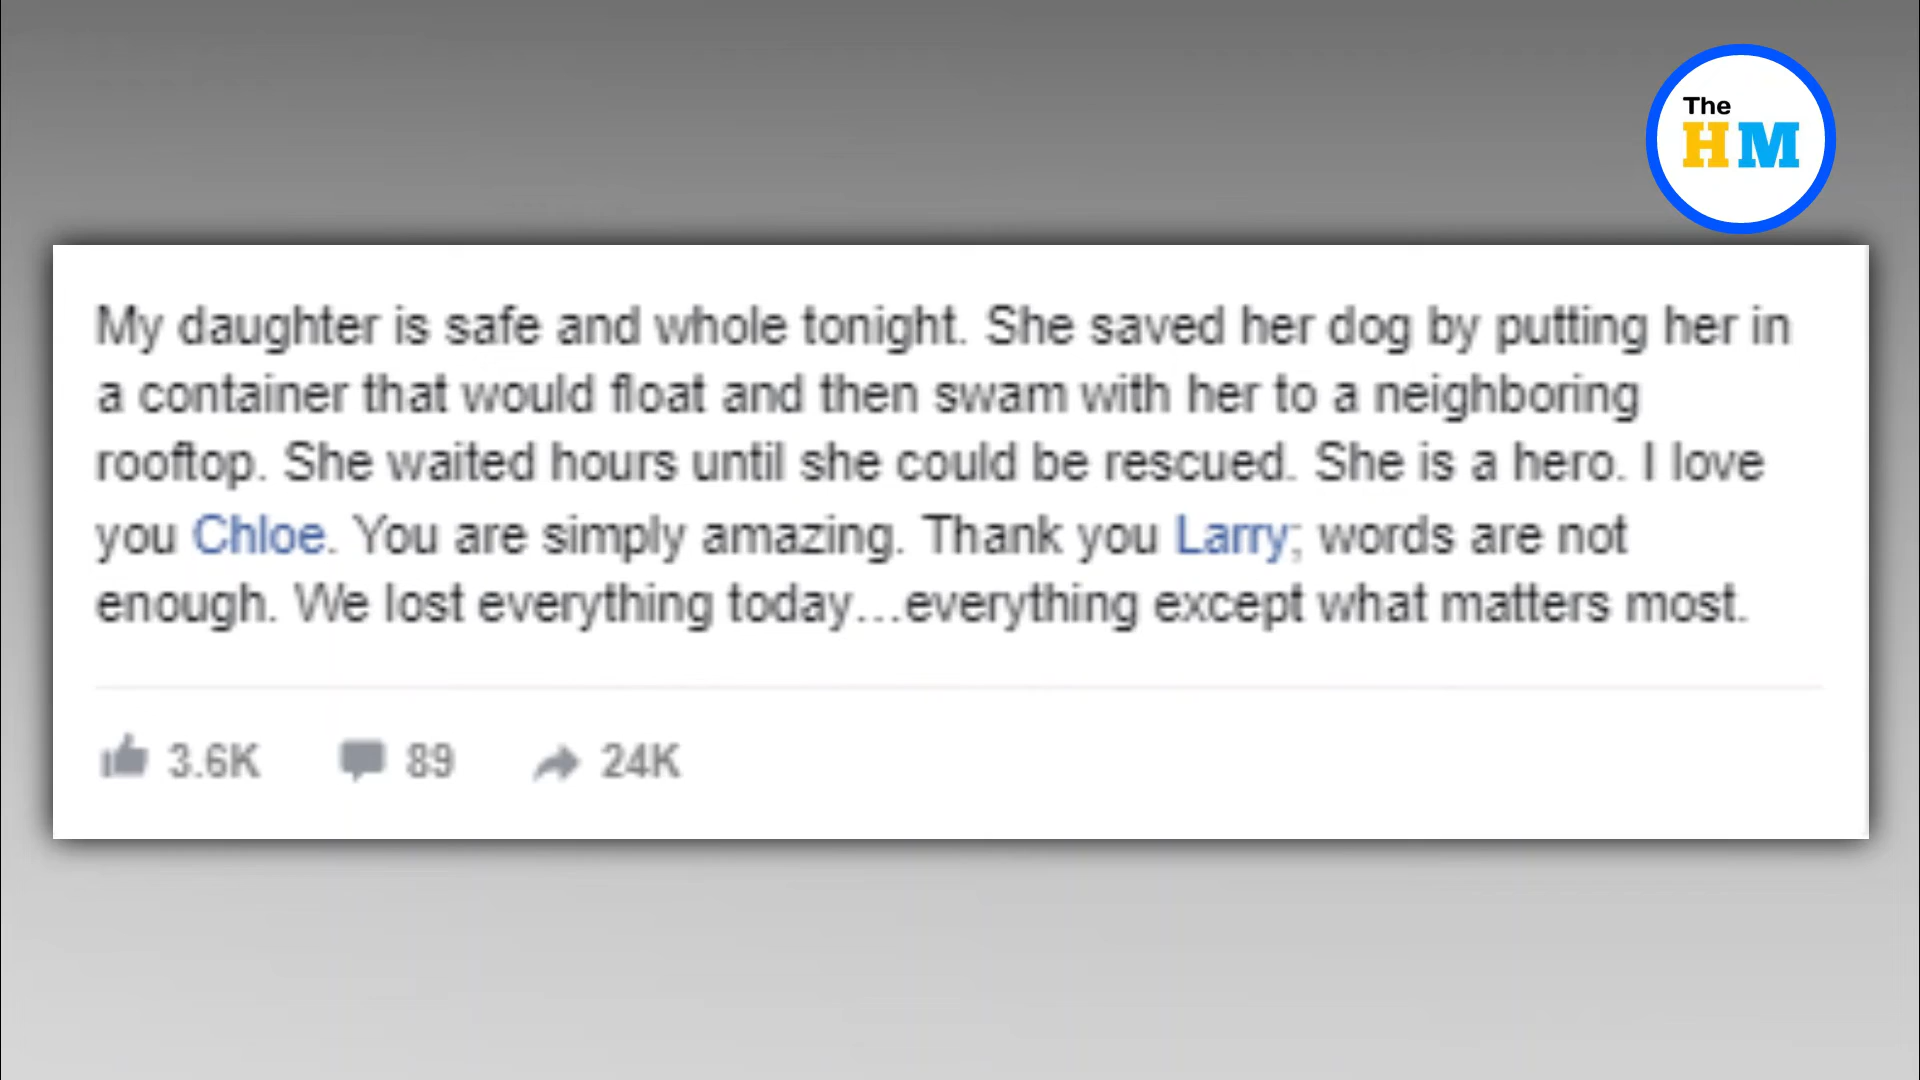 The
HM
My daughter is safe and whole tonight. She saved her dog by putting her in
a container that would float and then swam with her to a neighboring
rooftop. She waited hours until she could be rescued. She is a hero. I love
you Chloe. You are simply amazing. Thank you Larry; words are not
enough. We lost everything today...everything except what matters most.
3.6K 89 24K